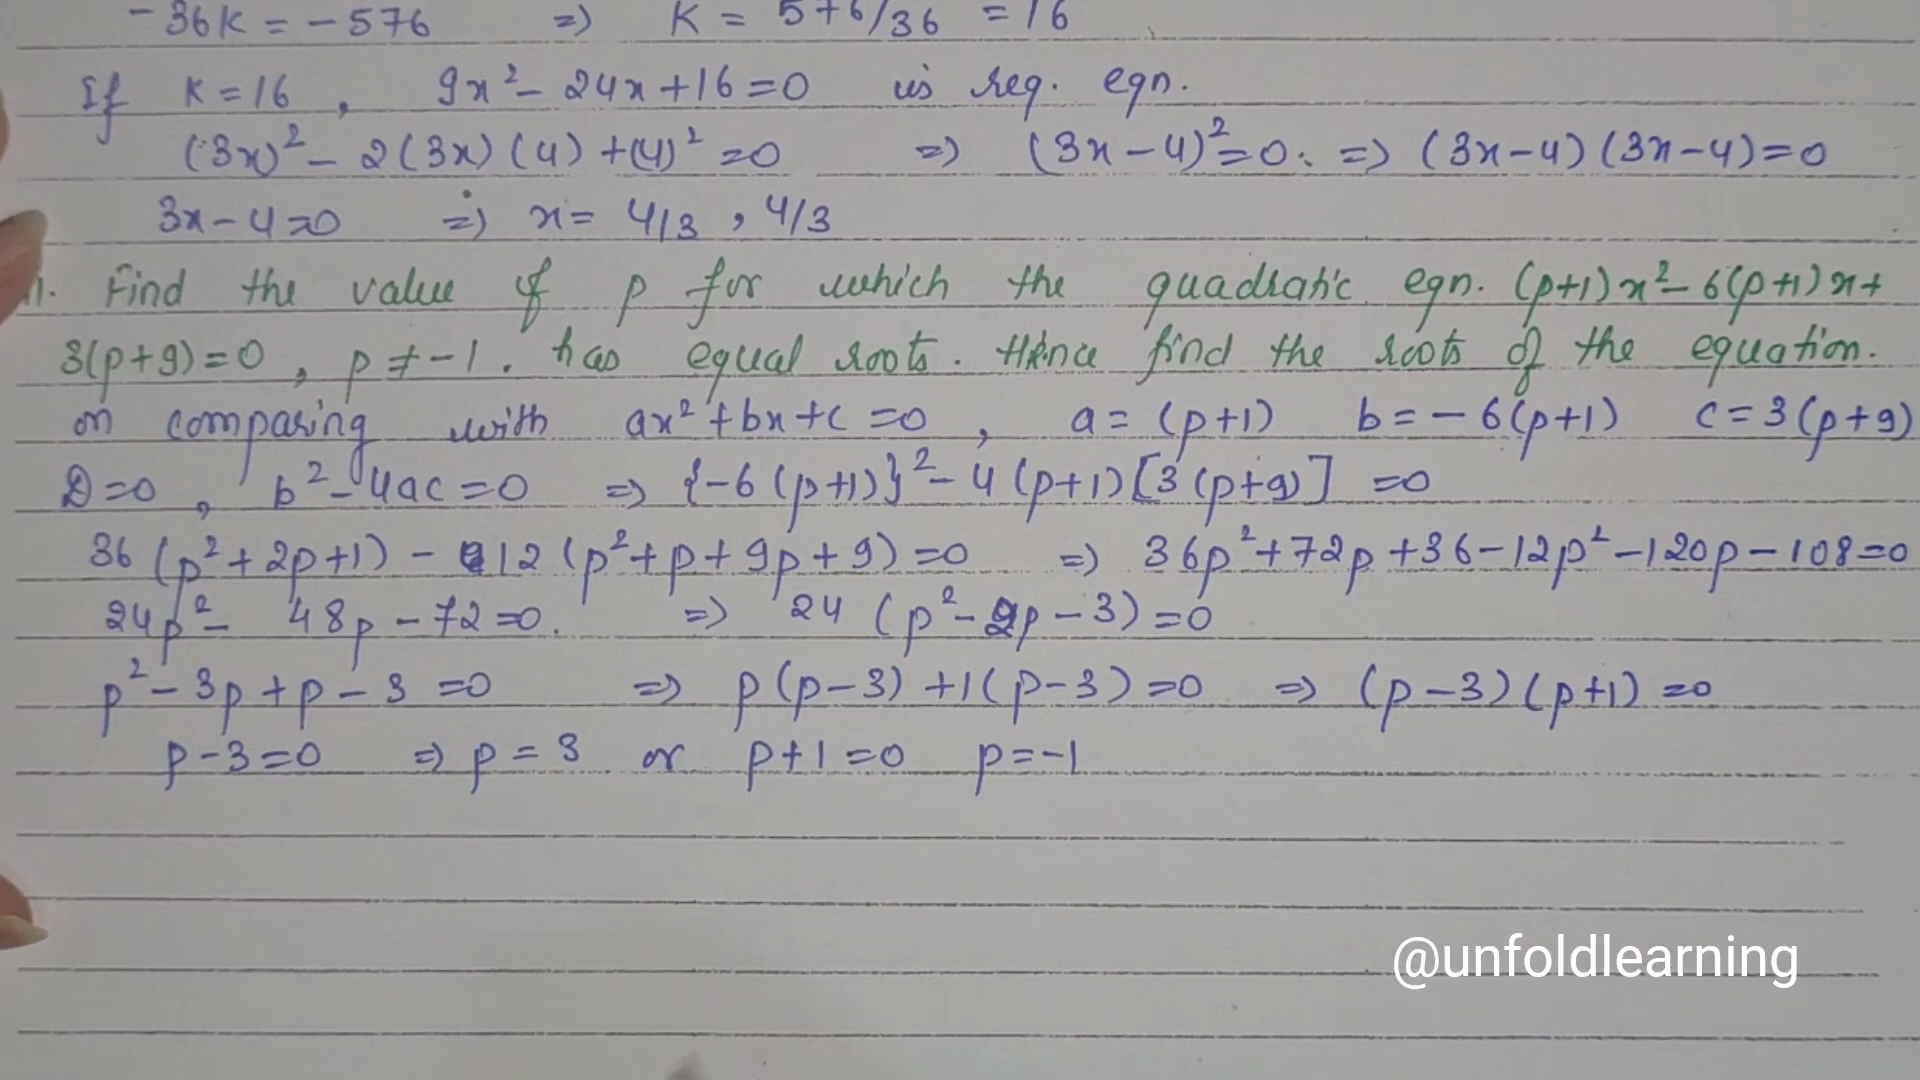 -36K = -576 => K = 576/36 = 16
If K = 16 , 9x² - 24x + 16 = 0 is req. eqn.
(3x)² - 2(3x)(4) + (4)² = 0 => (3x - 4)² = 0. => (3x - 4)(3x - 4) = 0
3x - 4 = 0 => x = 4/3 , 4/3
Find the value of p for which the quadratic eqn. (p+1)x² - 6(p+1)x +
3(p+9) = 0 , p ≠ -1 . has equal roots. Hence find the roots of the equation.
on comparing with ax² + bx + c = 0 , a = (p+1) b = -6(p+1) c = 3(p+9)
D = 0 , b² - 4ac = 0 => {-6(p+1)}² - 4(p+1)[3(p+9)] = 0
36(p² + 2p + 1) - 12(p² + p + 9p + 9) = 0 => 36p² + 72p + 36 - 12p² - 120p - 108 = 0
24p² - 48p - 72 = 0. => 24(p² - 2p - 3) = 0
p² - 3p + p - 3 = 0 => p(p-3) + 1(p-3) = 0 => (p-3)(p+1) = 0
p - 3 = 0 => p = 3 or p + 1 = 0 p = -1
@unfoldlearning